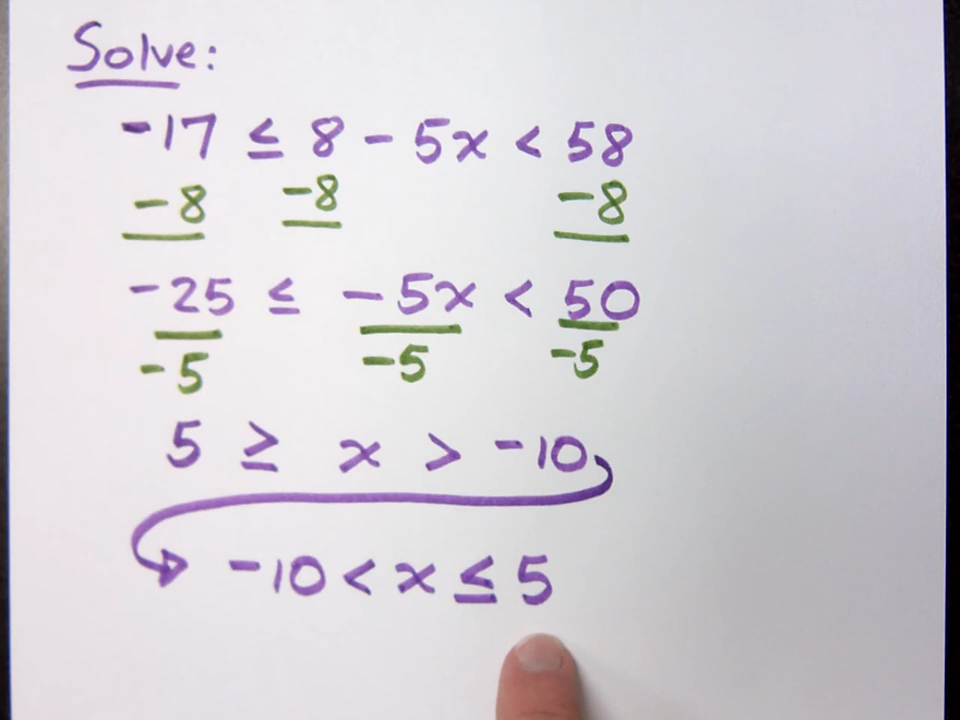 Solve:
-17 ≤ 8 - 5x < 58
-8 -8 -8
-25 ≤ -5x < 50
-5 -5 -5
5 ≥ x > -10
-10 < x ≤ 5